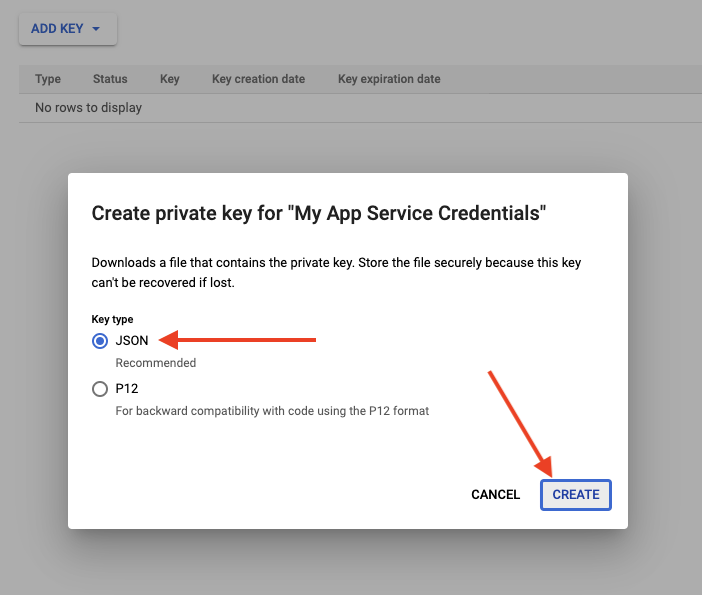 ADD KEY
Type Status Key Key creation date Key expiration date
No rows to display
Create private key for "My App Service Credentials"
Downloads a file that contains the private key. Store the file securely because this key
can't be recovered if lost.
Key type
JSON
Recommended
P12
For backward compatibility with code using the P12 format
CANCEL CREATE